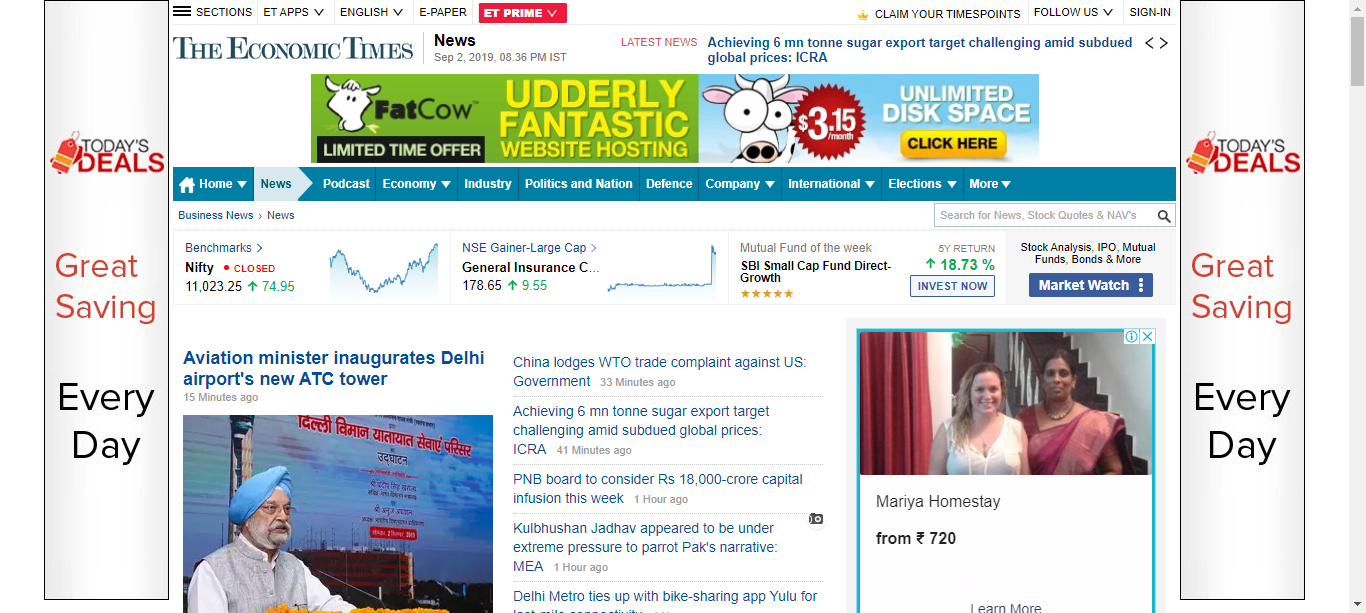 SECTIONS ET APPS ENGLISH E-PAPER ET PRIME CLAIM YOUR TIMESPOINTS FOLLOW US SIGN-IN
THE ECONOMIC TIMES
News
Sep 2, 2019, 08.36 PM IST
LATEST NEWS
Achieving 6 mn tonne sugar export target challenging amid subdued
global prices: ICRA
FatCow
LIMITED TIME OFFER
UDDERLY
FANTASTIC
WEBSITE HOSTING
$3.15
/month
UNLIMITED
DISK SPACE
CLICK HERE
Home News Podcast Economy Industry Politics and Nation Defence Company International Elections More
Business News › News
Search for News, Stock Quotes & NAV's
Benchmarks
Nifty CLOSED
11,023.25 74.95
NSE Gainer-Large Cap
General Insurance C...
178.65 9.55
Mutual Fund of the week
SBI Small Cap Fund Direct-
Growth
★★★★★
5Y RETURN
18.73 %
INVEST NOW
Stock Analysis, IPO, Mutual
Funds, Bonds & More
Market Watch
TODAY'S
DEALS
Great
Saving
Every
Day
Aviation minister inaugurates Delhi
airport's new ATC tower
15 Minutes ago
दिल्ली विमान यातायात सेवाएं परिसर
का
उदघाटन
China lodges WTO trade complaint against US:
Government 33 Minutes ago
Achieving 6 mn tonne sugar export target
challenging amid subdued global prices:
ICRA 41 Minutes ago
PNB board to consider Rs 18,000-crore capital
infusion this week 1 Hour ago
Kulbhushan Jadhav appeared to be under
extreme pressure to parrot Pak's narrative:
MEA 1 Hour ago
Delhi Metro ties up with bike-sharing app Yulu for
Mariya Homestay
from ₹ 720
Learn More
TODAY'S
DEALS
Great
Saving
Every
Day